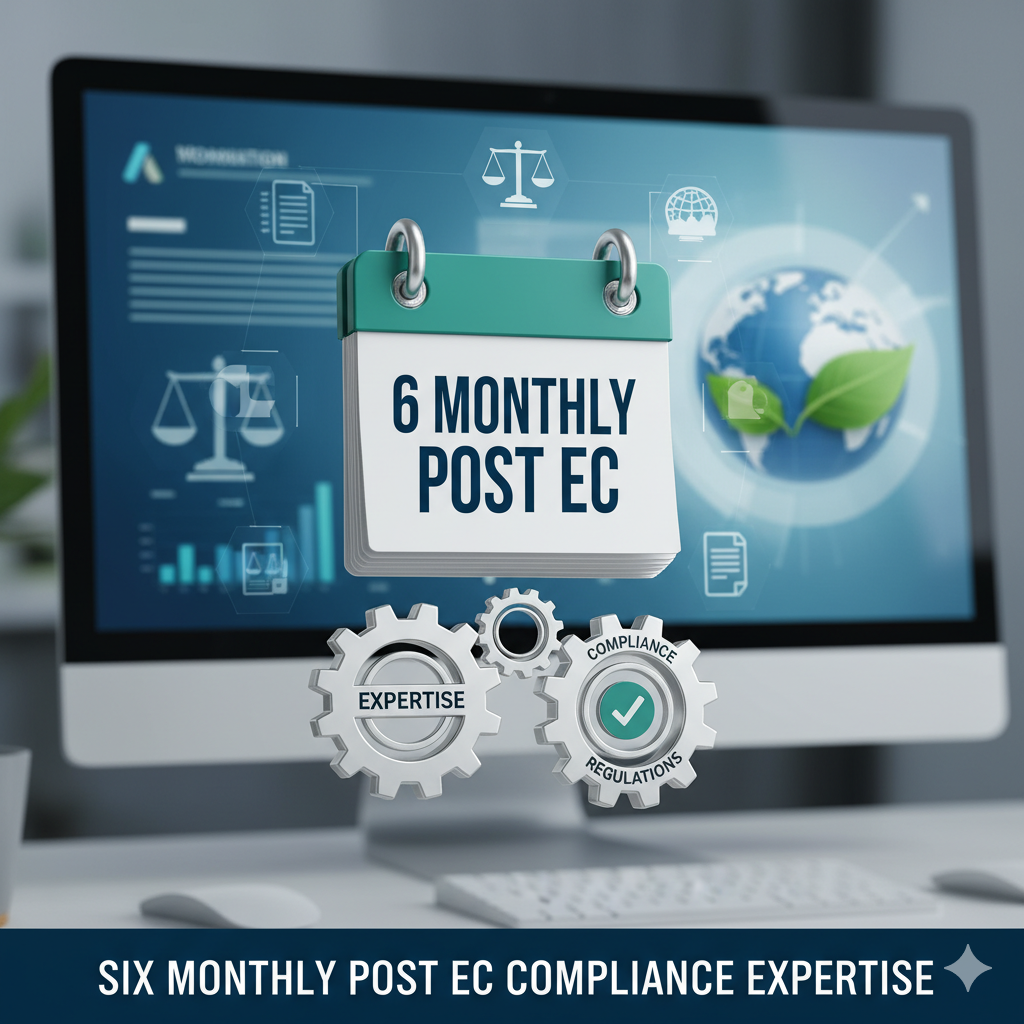 6 MONTHLY
POST EC
EXPERTISE
COMPLIANCE
REGULATIONS
SIX MONTHLY POST EC COMPLIANCE EXPERTISE